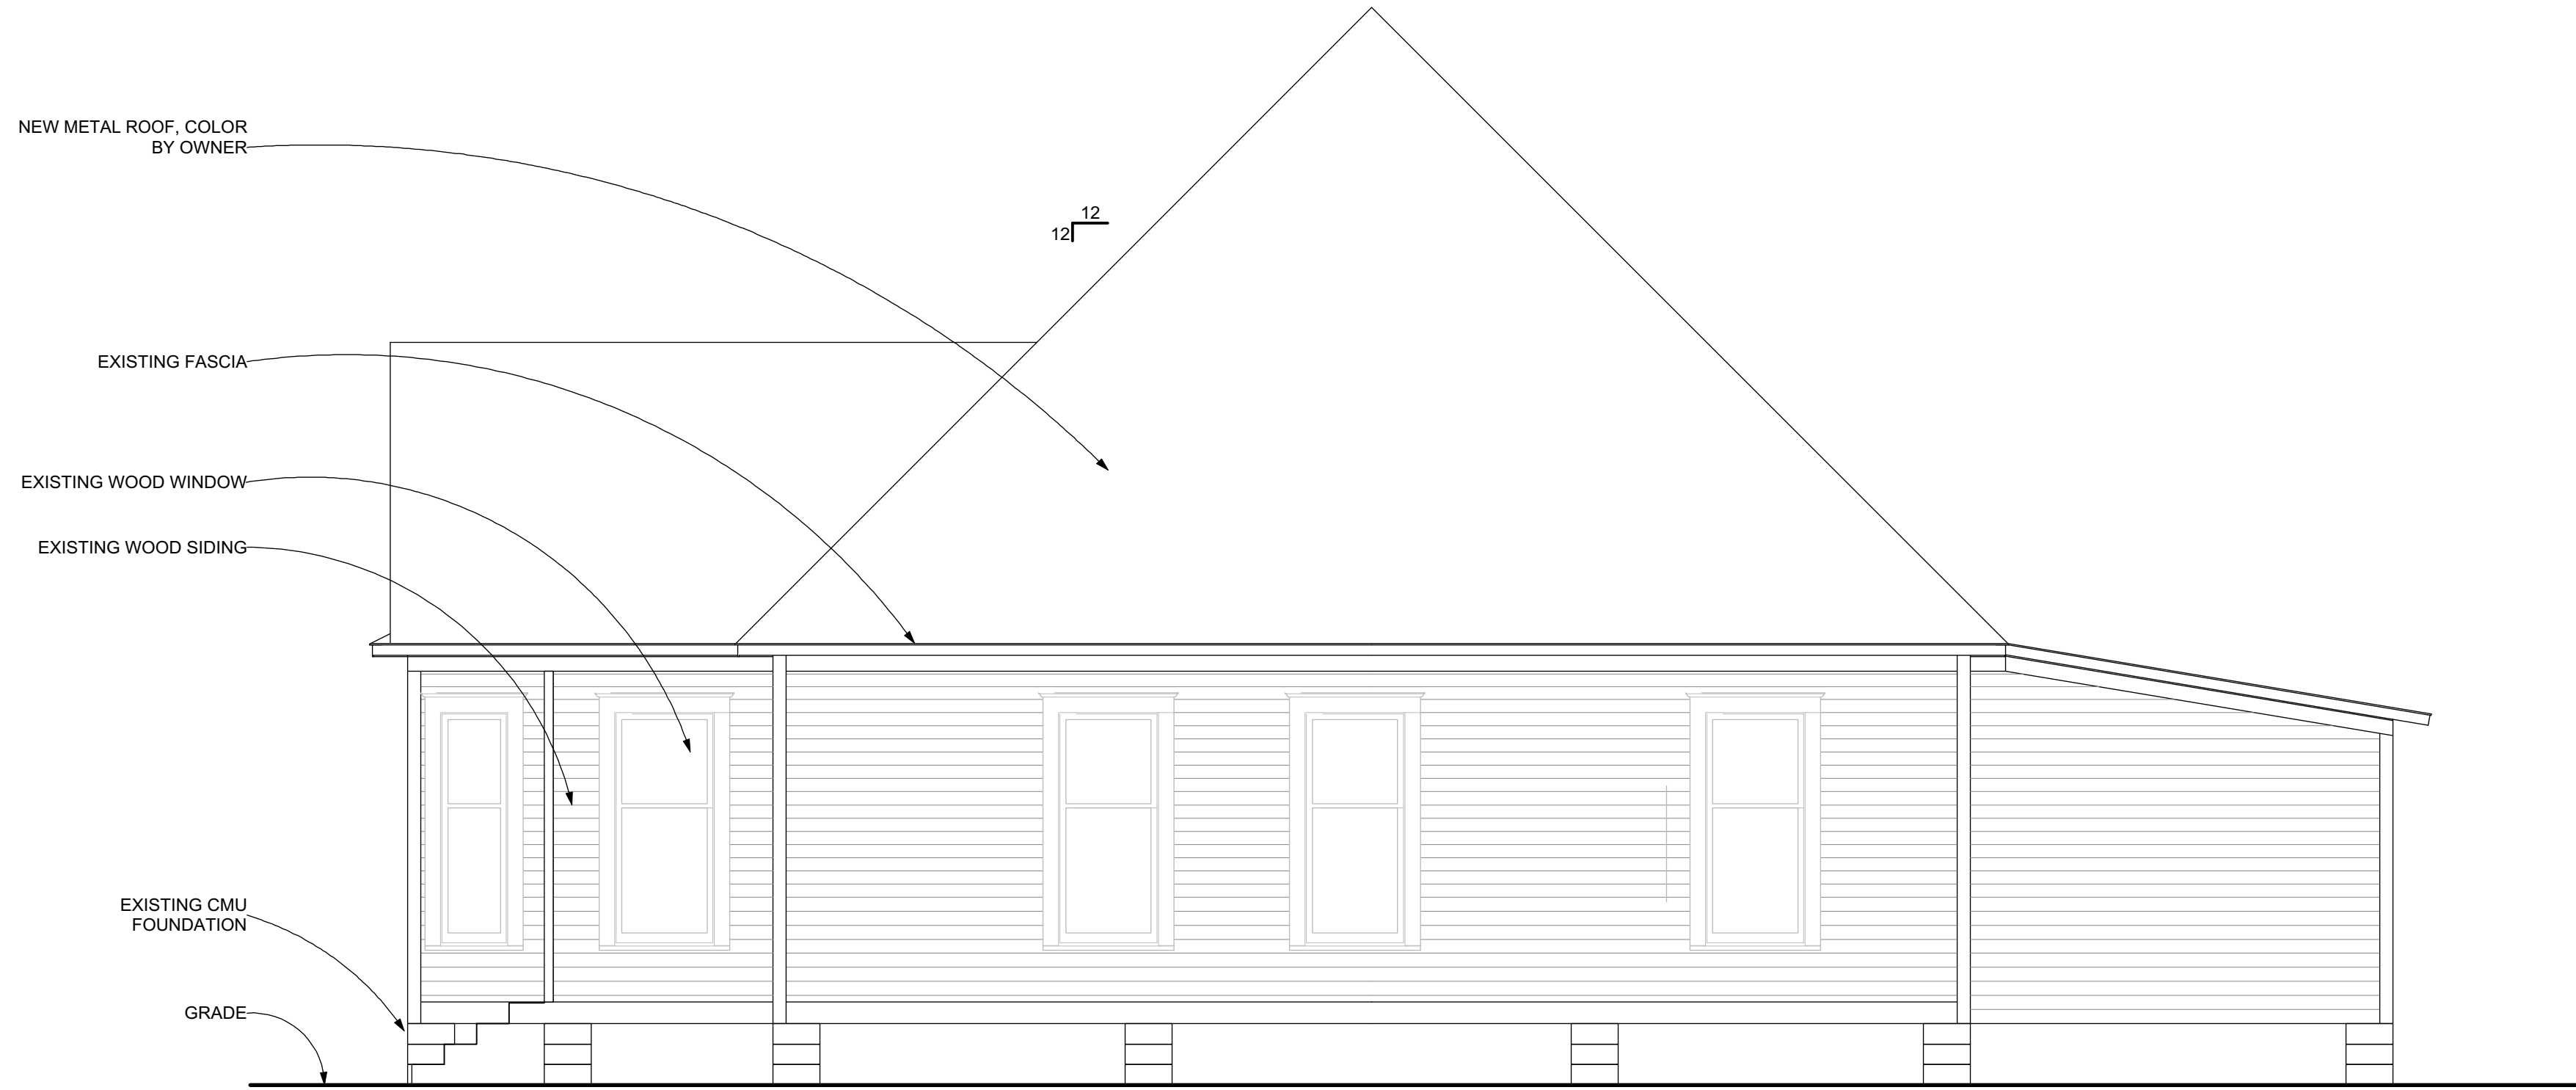 NEW METAL ROOF, COLOR
BY OWNER
12
12
EXISTING FASCIA
EXISTING WOOD WINDOW
EXISTING WOOD SIDING
EXISTING CMU
FOUNDATION
GRADE